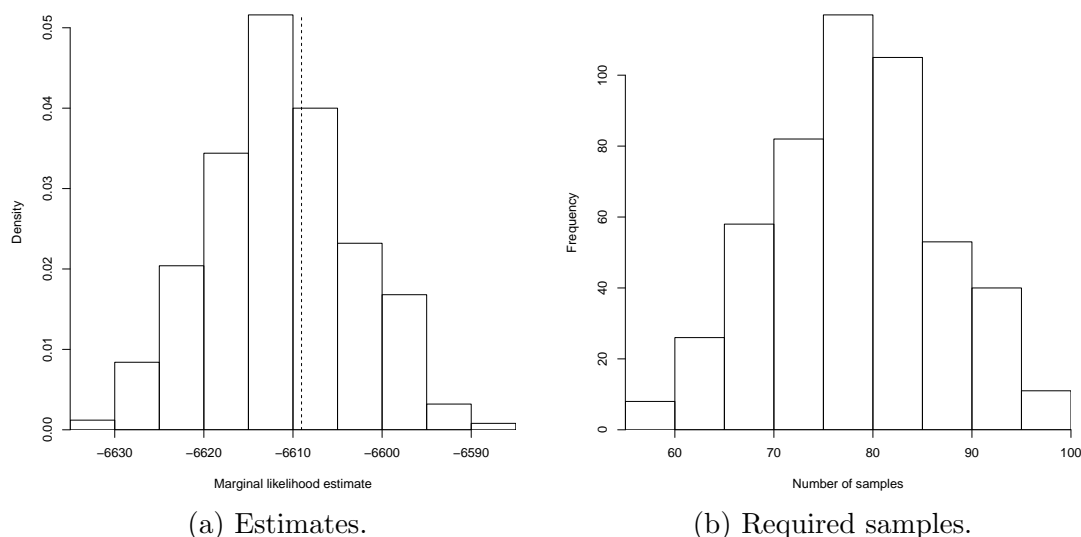 0.05
0.04
0.03
0.02
0.01
0.00
Density
−6630 −6620 −6610 −6600 −6590
Marginal likelihood estimate
(a) Estimates.
100
80
60
40
20
0
Frequency
60 70 80 90 100
Number of samples
(b) Required samples.